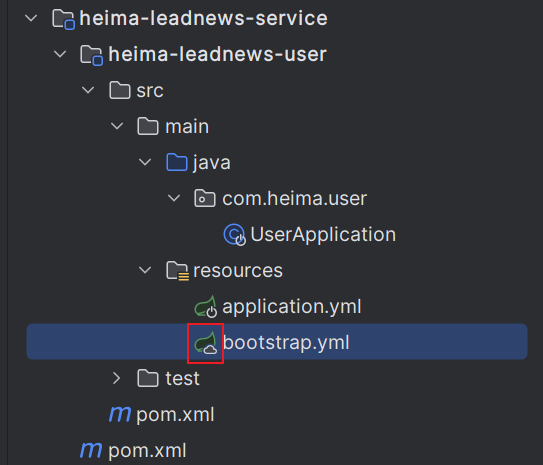 heima-leadnews-service
heima-leadnews-user
src
main
java
com.heima.user
UserApplication
resources
application.yml
bootstrap.yml
test
pom.xml
pom.xml